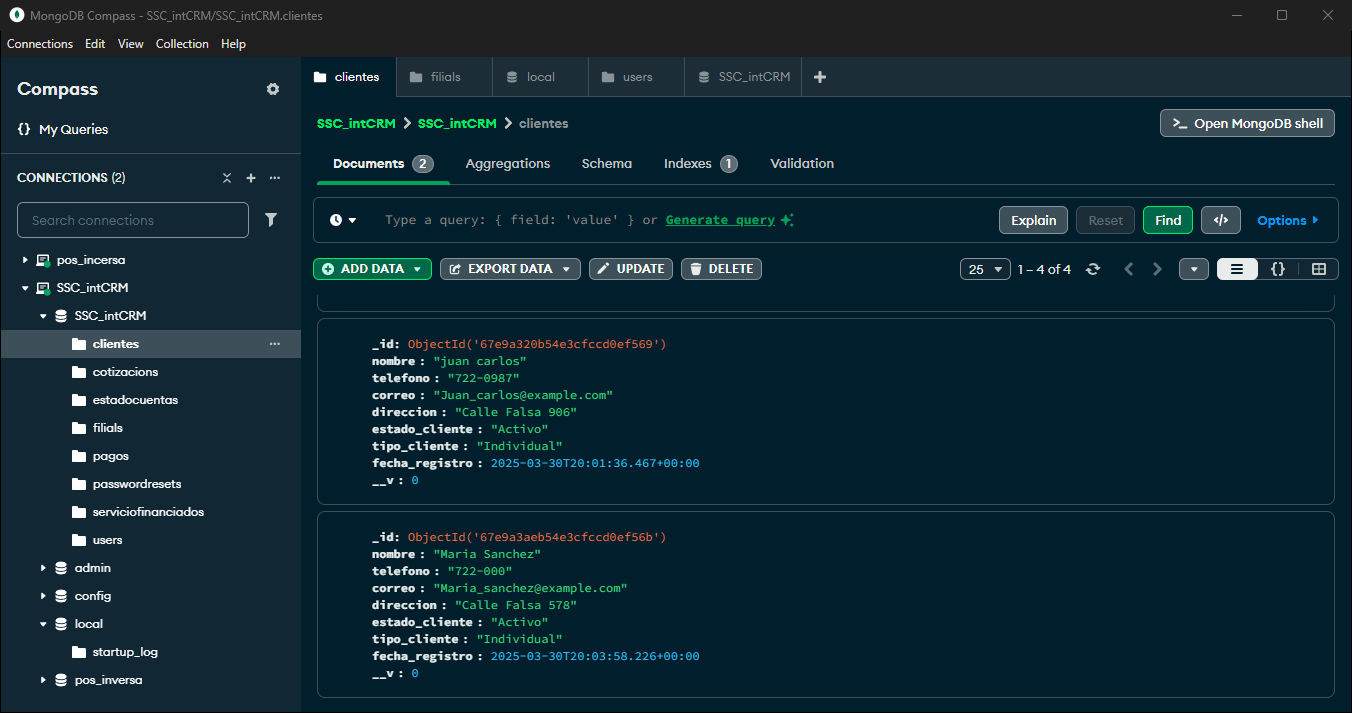 MongoDB Compass - SSC_intCRM/SSC_intCRM.clientes
Connections Edit View Collection Help
Compass
{} My Queries
CONNECTIONS (2)
Search connections
pos_incersa
SSC_intCRM
SSC_intCRM
clientes
cotizacions
estadocuentas
filials
pagos
passwordresets
serviciofinanciados
users
admin
config
local
startup_log
pos_inversa
clientes filials local users SSC_intCRM +
SSC_intCRM > SSC_intCRM > clientes
>_ Open MongoDB shell
Documents 2 Aggregations Schema Indexes 1 Validation
Type a query: { field: 'value' } or Generate query
Explain Reset Find </> Options
ADD DATA EXPORT DATA UPDATE DELETE
25 1 – 4 of 4 {}
_id: ObjectId('67e9a320b54e3cfccd0ef569')
nombre : "juan carlos"
telefono : "722-0987"
correo : "Juan_carlos@example.com"
direccion : "Calle Falsa 906"
estado_cliente : "Activo"
tipo_cliente : "Individual"
fecha_registro : 2025-03-30T20:01:36.467+00:00
__v : 0
_id: ObjectId('67e9a3aeb54e3cfccd0ef56b')
nombre : "Maria Sanchez"
telefono : "722-000"
correo : "Maria_sanchez@example.com"
direccion : "Calle Falsa 578"
estado_cliente : "Activo"
tipo_cliente : "Individual"
fecha_registro : 2025-03-30T20:03:58.226+00:00
__v : 0